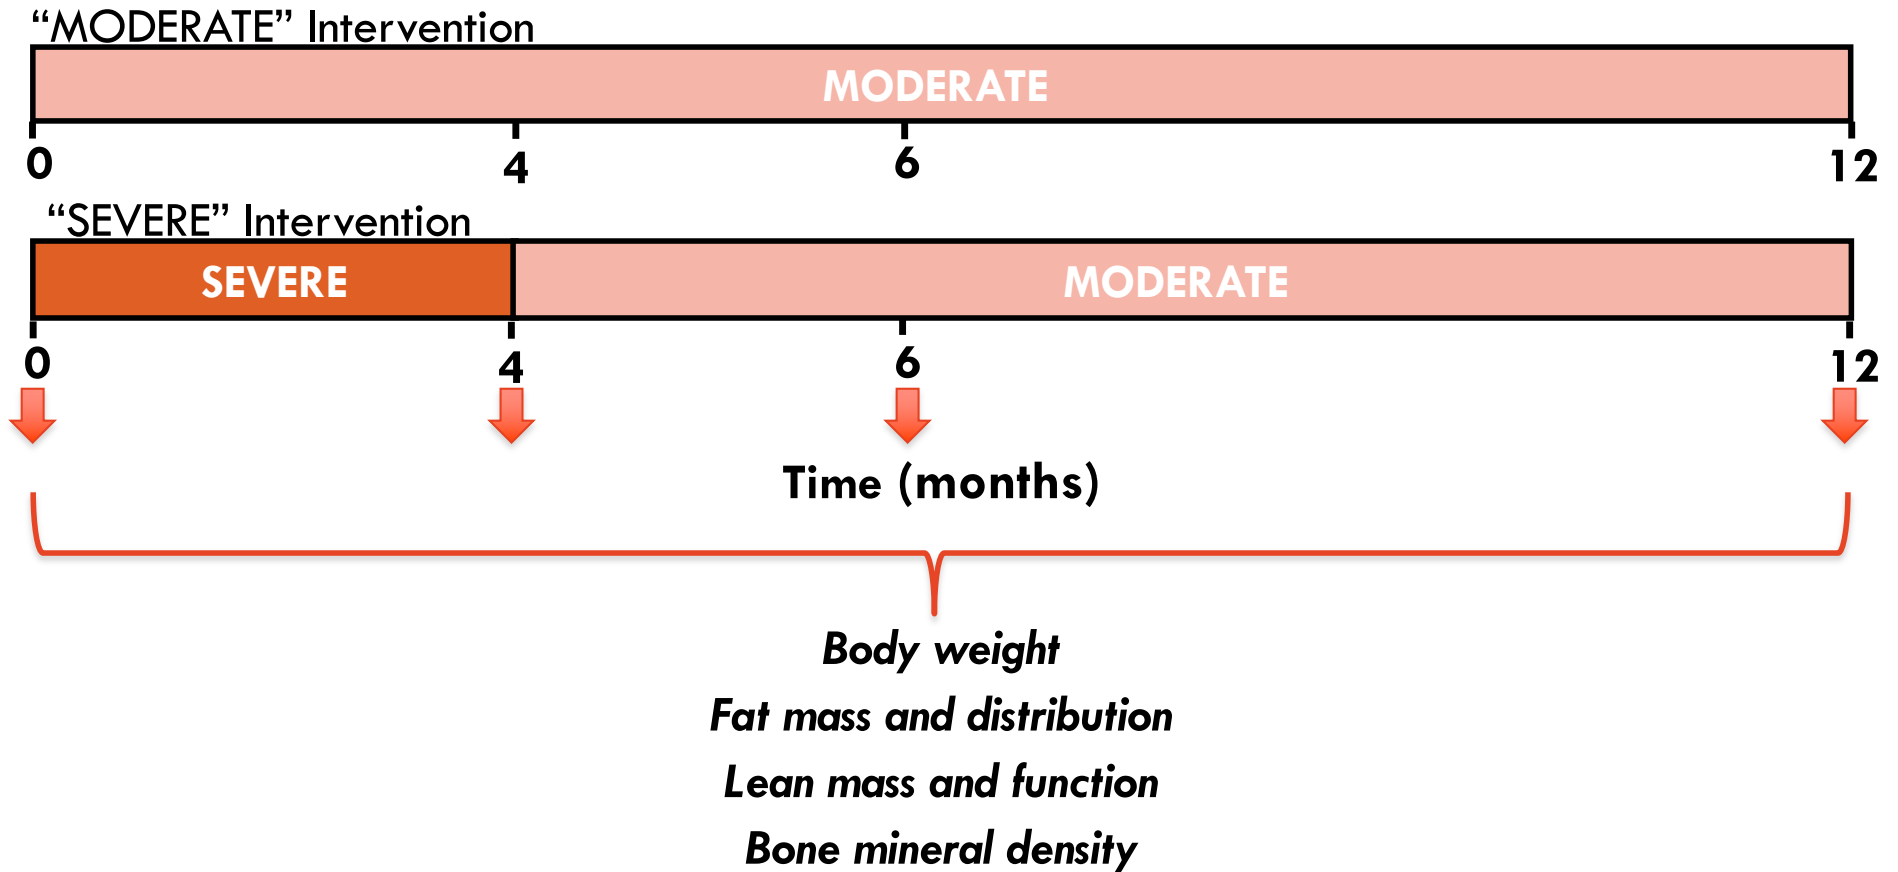 “MODERATE” Intervention
MODERATE
0 4 6 12
“SEVERE” Intervention
SEVERE MODERATE
0 4 6 12
Time (months)
Body weight
Fat mass and distribution
Lean mass and function
Bone mineral density